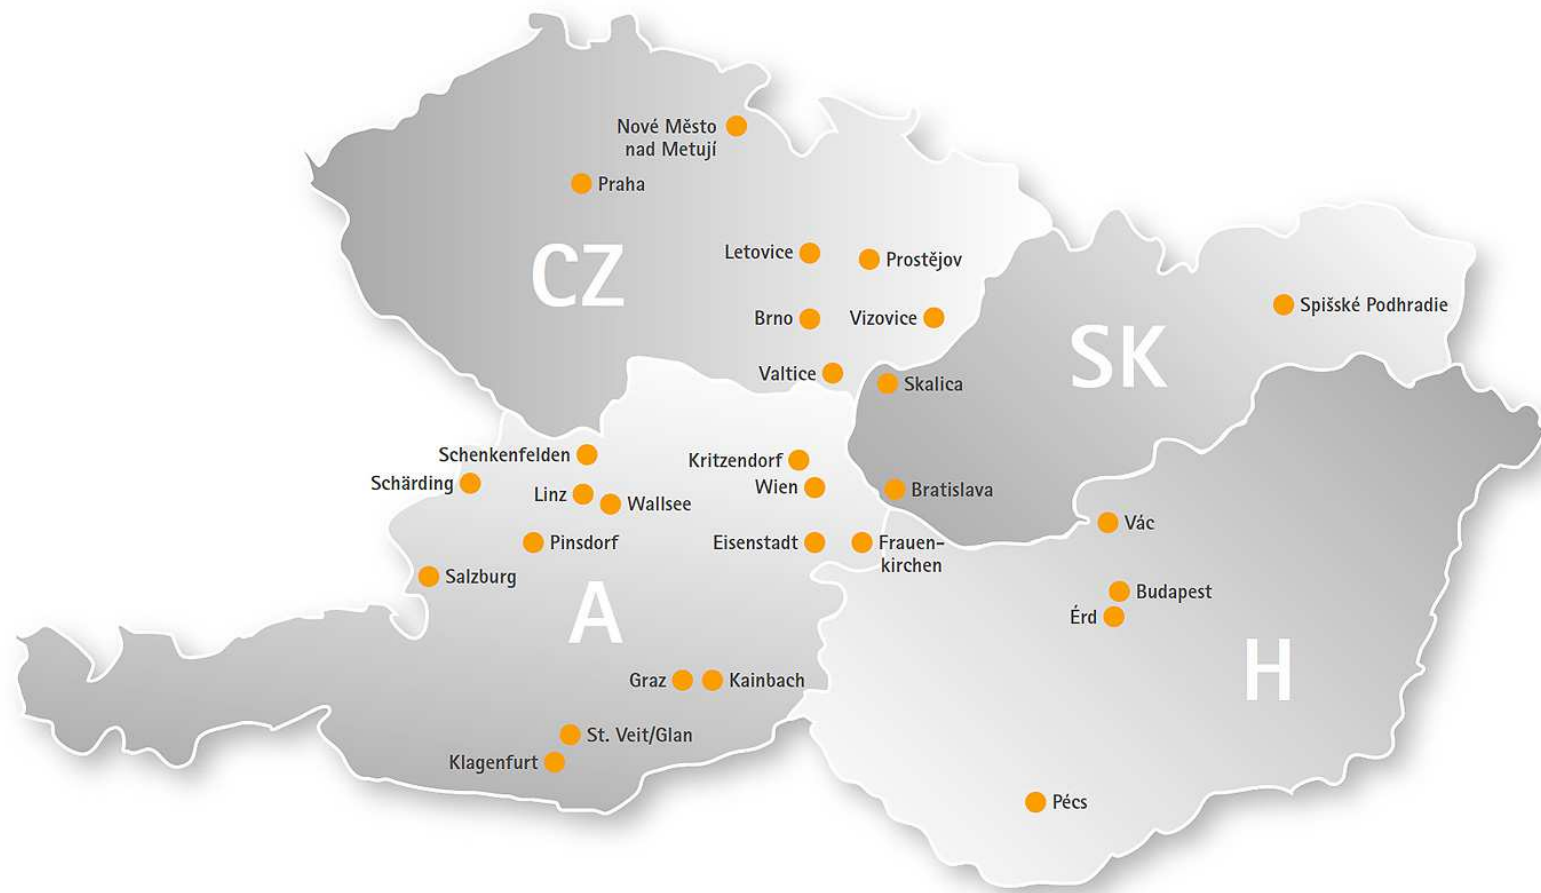 Nové Město
nad Metují
Praha
CZ
Letovice
Prostějov
Brno
Vizovice
Valtice
Skalica
SK
Spišské Podhradie
Schenkenfelden
Schärding
Linz
Wallsee
Kritzendorf
Wien
Bratislava
Pinsdorf
Eisenstadt
Frauen-
kirchen
Salzburg
A
Vác
Budapest
Érd
H
Graz
Kainbach
St. Veit/Glan
Klagenfurt
Pécs